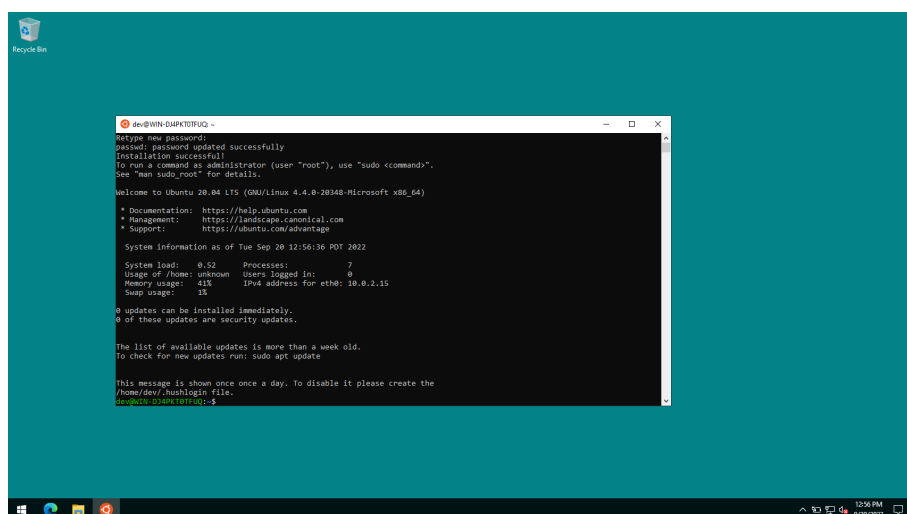 Recycle Bin
dev@WIN-DJ4PKT0TFUQ: ~
Retype new password:
passwd: password updated successfully
Installation successful!
To run a command as administrator (user "root"), use "sudo <command>".
See "man sudo_root" for details.
Welcome to Ubuntu 20.04 LTS (GNU/Linux 4.4.0-20348-Microsoft x86_64)
* Documentation: https://help.ubuntu.com
* Management: https://landscape.canonical.com
* Support: https://ubuntu.com/advantage
System information as of Tue Sep 20 12:56:36 PDT 2022
System load: 0.52 Processes: 7
Usage of /home: unknown Users logged in: 0
Memory usage: 41% IPv4 address for eth0: 10.0.2.15
Swap usage: 1%
0 updates can be installed immediately.
0 of these updates are security updates.
The list of available updates is more than a week old.
To check for new updates run: sudo apt update
This message is shown once once a day. To disable it please create the
/home/dev/.hushlogin file.
dev@WIN-DJ4PKT0TFUQ:~$
12:56 PM